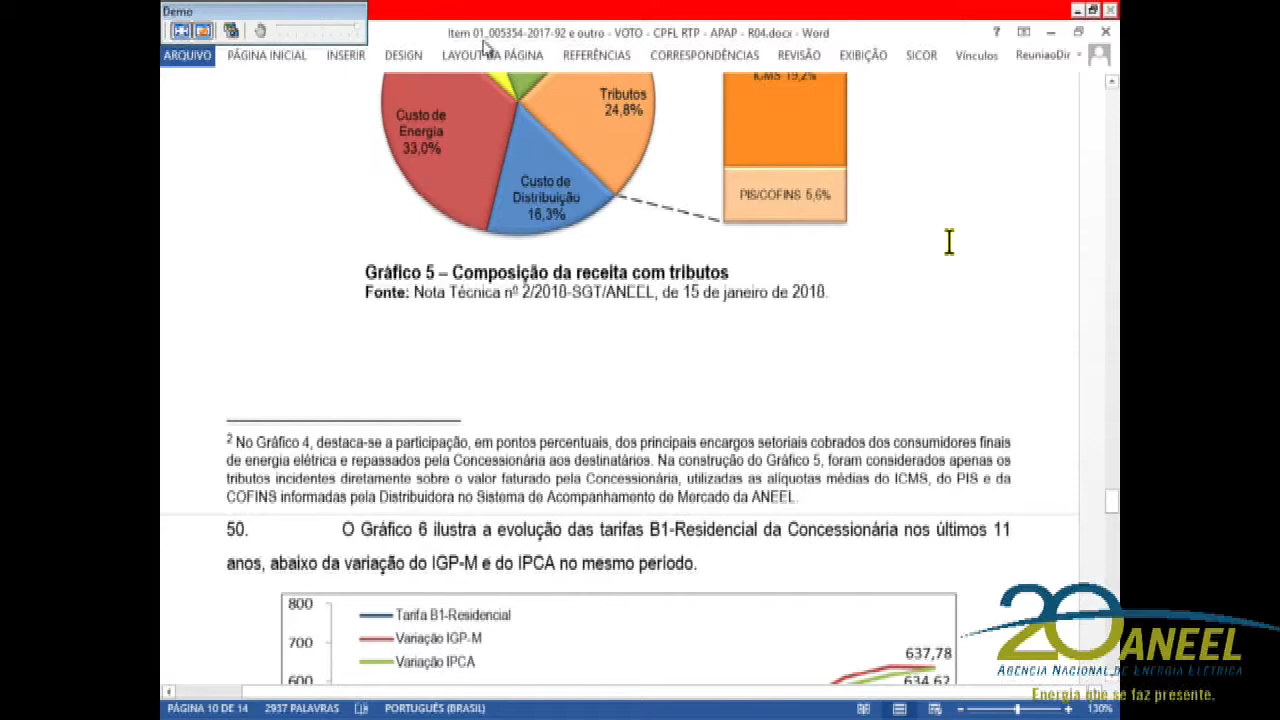 Demo
Item 01_005354-2017-92 e outro - VOTO - CPFL RTP - APAP - R04.docx - Word
ARQUIVO PÁGINA INICIAL INSERIR DESIGN LAYOUT DA PÁGINA REFERÊNCIAS CORRESPONDÊNCIAS REVISÃO EXIBIÇÃO SICOR Vínculos ReuniaoDir
ICMS 19,2%
Tributos
24,8%
Custo de
Energia
33,0%
Custo de
Distribuição
16,3%
PIS/COFINS 5,6%
Gráfico 5 – Composição da receita com tributos
Fonte: Nota Técnica nº 2/2018-SGT/ANEEL, de 15 de janeiro de 2018.
2 No Gráfico 4, destaca-se a participação, em pontos percentuais, dos principais encargos setoriais cobrados dos consumidores finais
de energia elétrica e repassados pela Concessionária aos destinatários. Na construção do Gráfico 5, foram considerados apenas os
tributos incidentes diretamente sobre o valor faturado pela Concessionária, utilizadas as alíquotas médias do ICMS, do PIS e da
COFINS informadas pela Distribuidora no Sistema de Acompanhamento de Mercado da ANEEL.
50. O Gráfico 6 ilustra a evolução das tarifas B1-Residencial da Concessionária nos últimos 11
anos, abaixo da variação do IGP-M e do IPCA no mesmo período.
800
700
600
Tarifa B1-Residencial
Variação IGP-M
Variação IPCA
637,78
634,62
20 ANEEL
AGÊNCIA NACIONAL DE ENERGIA ELÉTRICA
Energia que se faz presente.
PÁGINA 10 DE 14 2937 PALAVRAS PORTUGUÊS (BRASIL) 130%